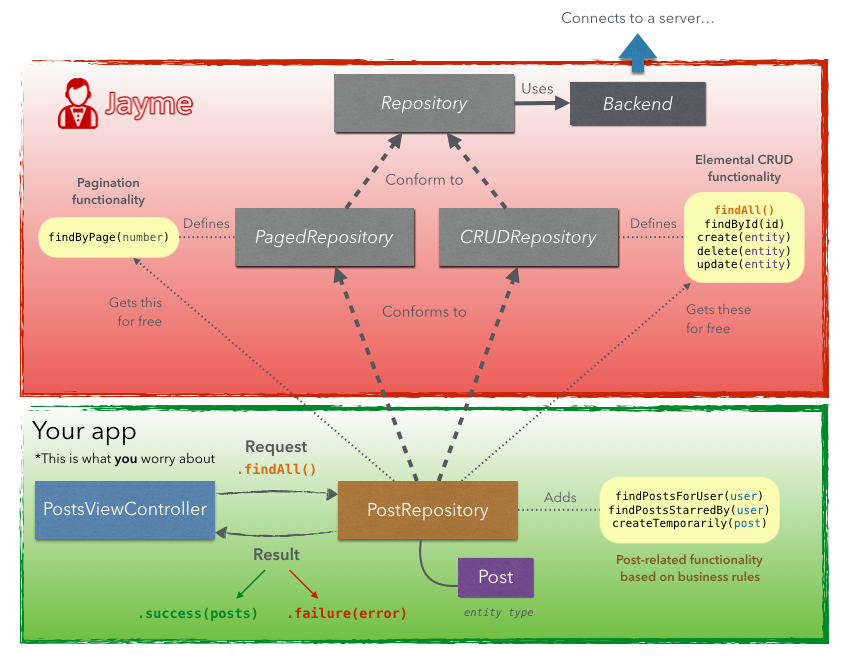 Connects to a server…
Jayme
Repository
Uses
Backend
Conform to
Pagination
functionality
findByPage(number)
Defines
PagedRepository
CRUDRepository
Defines
Elemental CRUD
functionality
findAll()
findById(id)
create(entity)
delete(entity)
update(entity)
Gets this
for free
Conforms to
Gets these
for free
Your app
*This is what you worry about
Request
.findAll()
PostsViewController
PostRepository
Adds
findPostsForUser(user)
findPostsStarredBy(user)
createTemporarily(post)
Post-related functionality
based on business rules
Result
.success(posts)
.failure(error)
Post
entity type